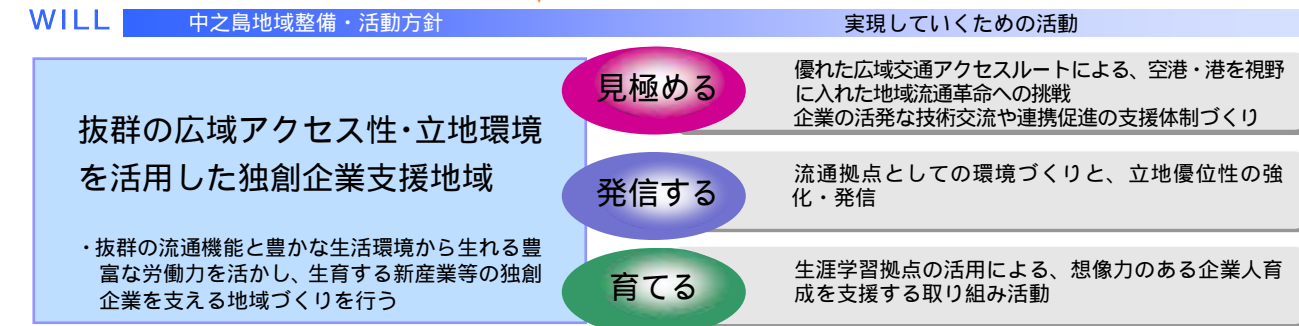 WILL 中之島地域整備・活動方針 実現していくための活動
抜群の広域アクセス性・立地環境
を活用した独創企業支援地域
・抜群の流通機能と豊かな生活環境から生れる豊
富な労働力を活かし、生育する新産業等の独創
企業を支える地域づくりを行う
見極める
優れた広域交通アクセスルートによる、空港・港を視野
に入れた地域流通革命への挑戦
企業の活発な技術交流や連携促進の支援体制づくり
発信する
流通拠点としての環境づくりと、立地優位性の強
化・発信
育てる
生涯学習拠点の活用による、想像力のある企業人育
成を支援する取り組み活動